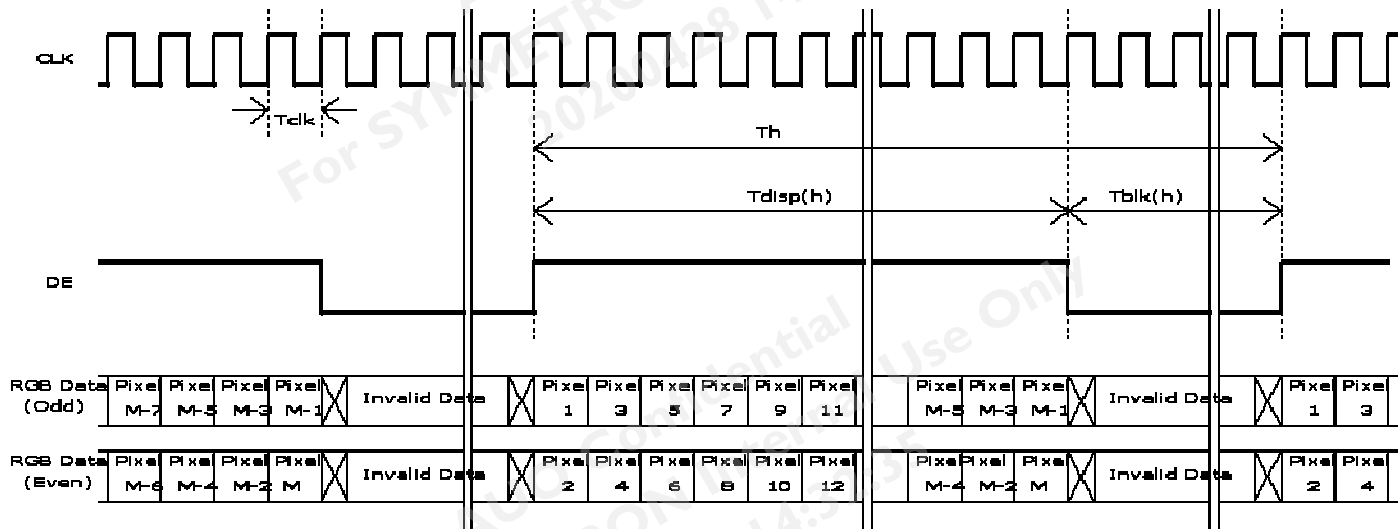 CLK
Tclk
Th
Tdisp(h)
Tblk(h)
DE
RGB Data (Odd)
Pixel M-7
Pixel M-5
Pixel M-3
Pixel M-1
Invalid Data
Pixel 1
Pixel 3
Pixel 5
Pixel 7
Pixel 9
Pixel 11
Pixel M-5
Pixel M-3
Pixel M-1
Invalid Data
Pixel 1
Pixel 3
RGB Data (Even)
Pixel M-6
Pixel M-4
Pixel M-2
Pixel M
Invalid Data
Pixel 2
Pixel 4
Pixel 6
Pixel 8
Pixel 10
Pixel 12
Pixel M-4
Pixel M-2
Pixel M
Invalid Data
Pixel 2
Pixel 4
For SYMMETRON Internal Use Only
AUO Confidential